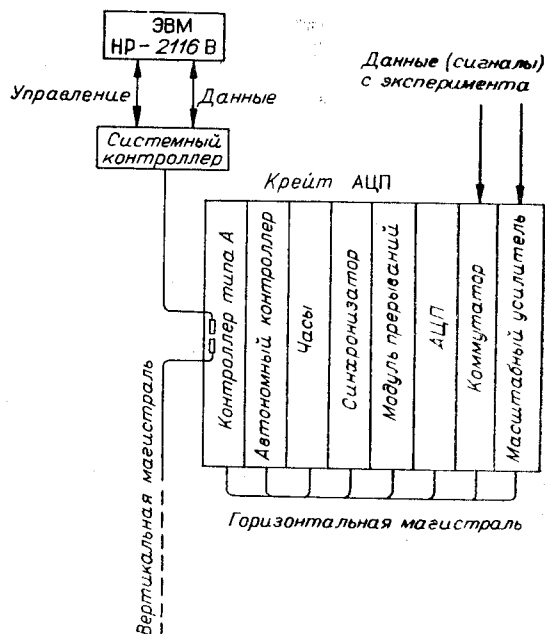 ЭВМ
HP-2116 B
Данные (сигналы)
с эксперимента
Управление
Данные
Системный
контроллер
Крейт АЦП
Контроллер типа А
Автономный контроллер
Часы
Синхронизатор
Модуль прерываний
АЦП
Коммутатор
Масштабный усилитель
Вертикальная магистраль
Горизонтальная магистраль